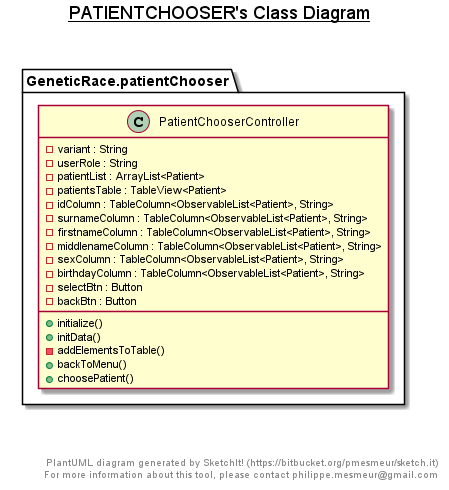 PATIENTCHOOSER's Class Diagram
GeneticRace.patientChooser
C PatientChooserController
variant : String
userRole : String
patientList : ArrayList<Patient>
patientsTable : TableView<Patient>
idColumn : TableColumn<ObservableList<Patient>, String>
surnameColumn : TableColumn<ObservableList<Patient>, String>
firstnameColumn : TableColumn<ObservableList<Patient>, String>
middlenameColumn : TableColumn<ObservableList<Patient>, String>
sexColumn : TableColumn<ObservableList<Patient>, String>
birthdayColumn : TableColumn<ObservableList<Patient>, String>
selectBtn : Button
backBtn : Button
initialize()
initData()
addElementsToTable()
backToMenu()
choosePatient()
PlantUML diagram generated by SketchIt! (https://bitbucket.org/pmesmeur/sketch.it)
For more information about this tool, please contact philippe.mesmeur@gmail.com